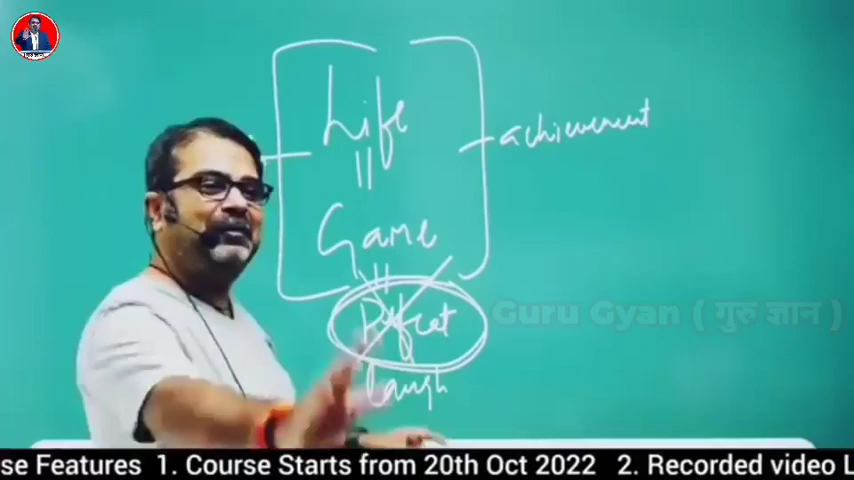 Life
achievement
Game
Defeat
laugh
Guru Gyan ( गुरु ज्ञान )
se Features 1. Course Starts from 20th Oct 2022 2. Recorded video L